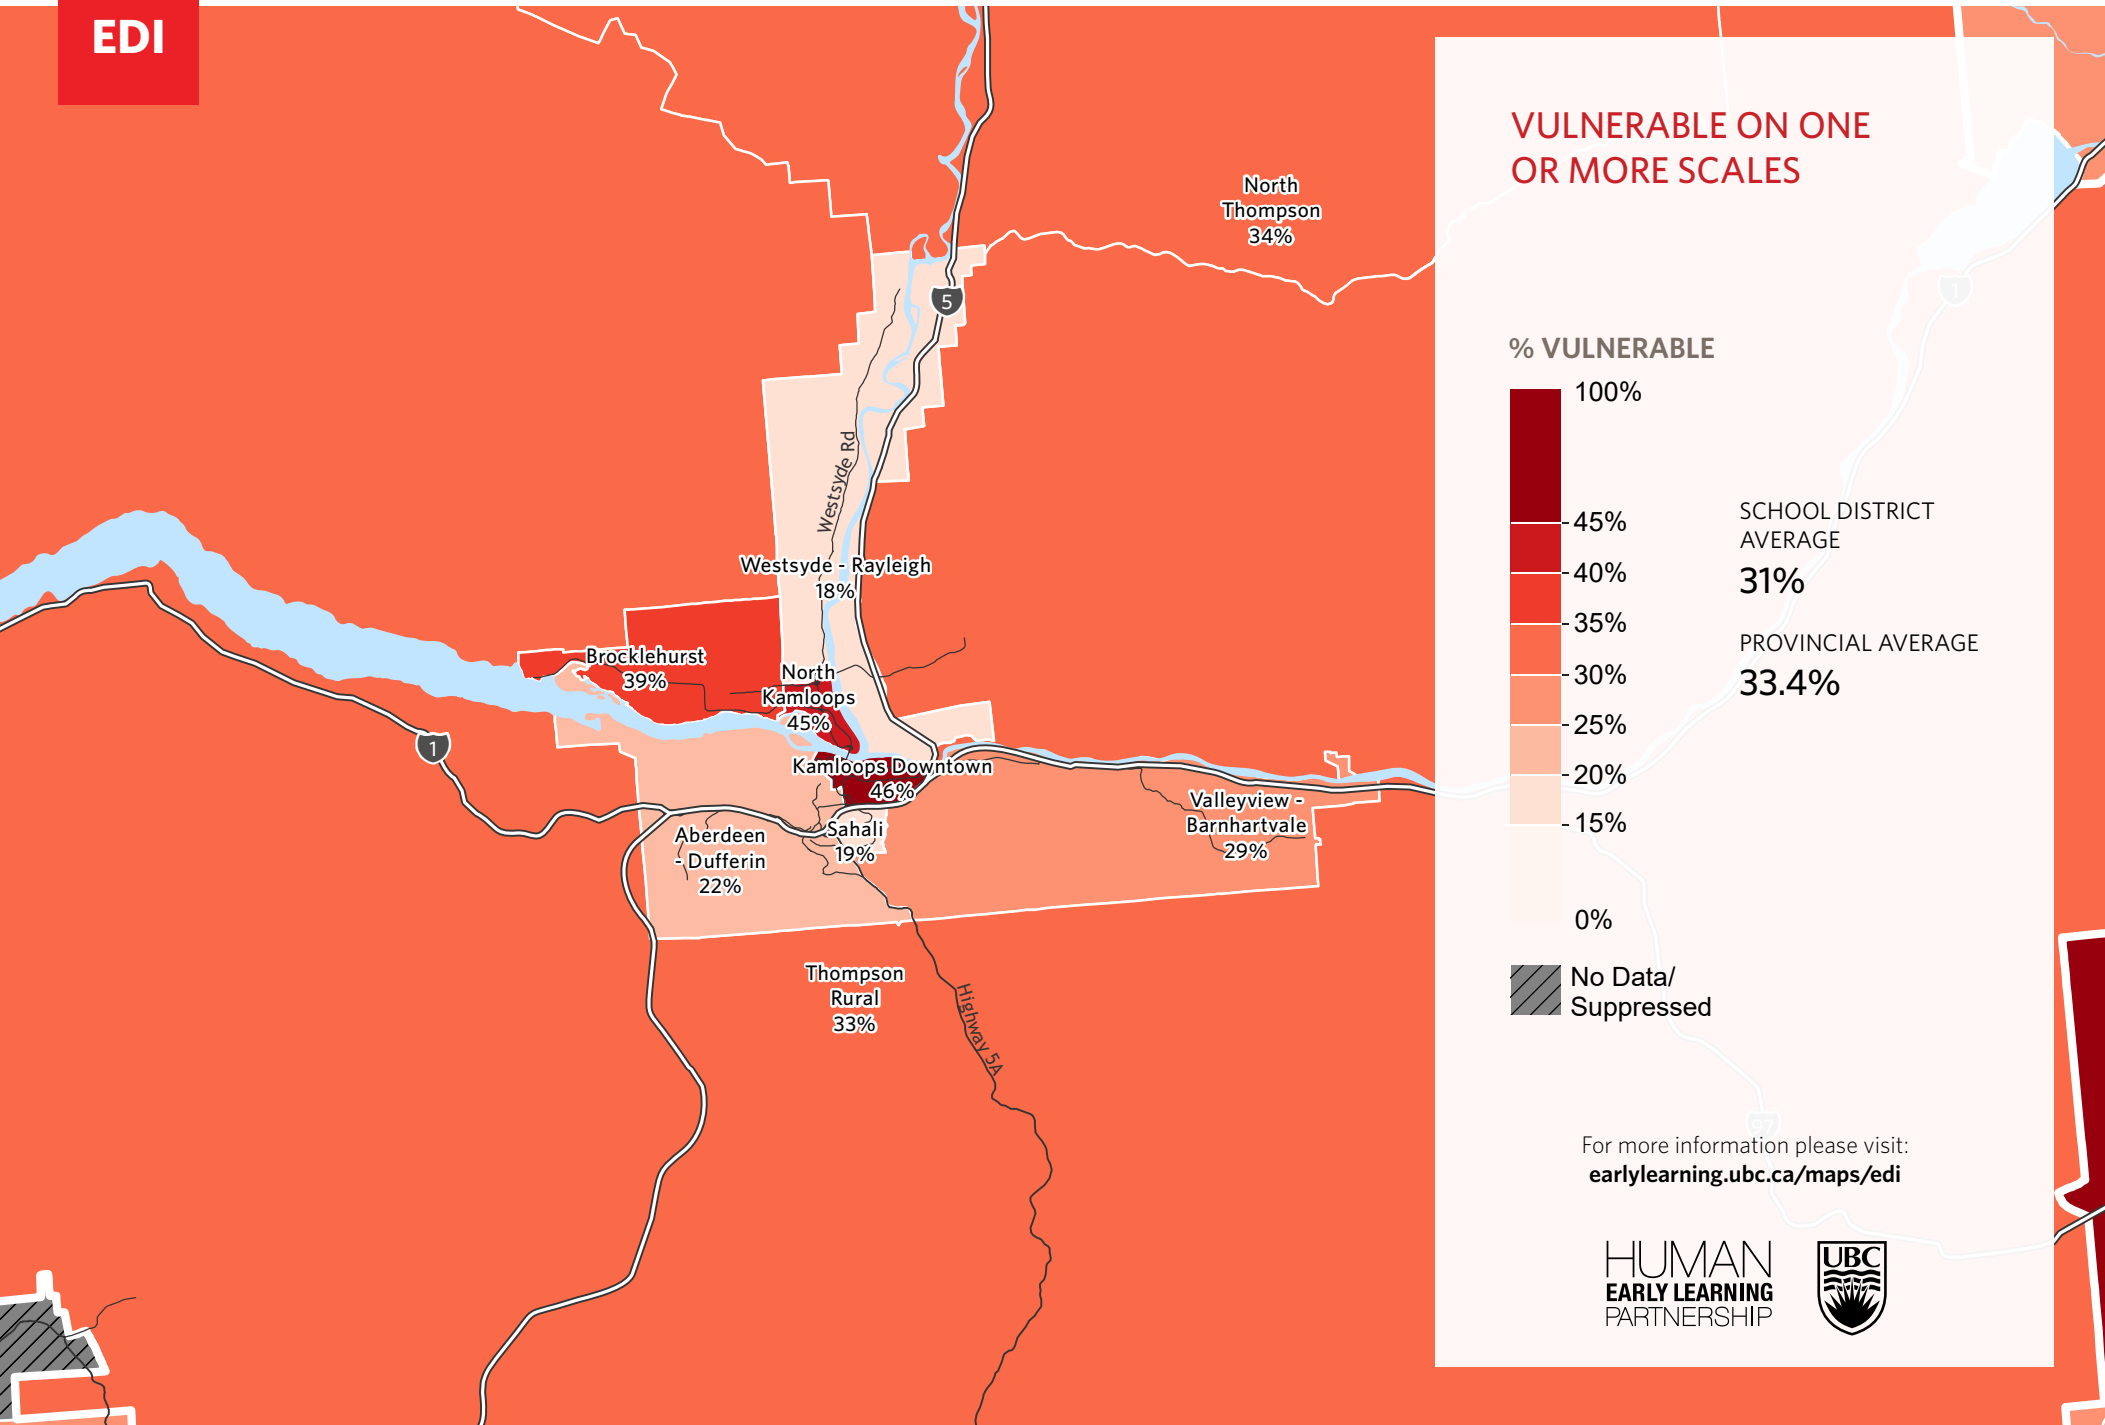 EDI
North
Thompson
34%
5
Westsyde Rd
Westsyde - Rayleigh
18%
Brocklehurst
39%
North
Kamloops
45%
1
Kamloops Downtown
46%
Valleyview -
Barnhartvale
29%
Aberdeen
- Dufferin
22%
Sahali
19%
Thompson
Rural
33%
Highway 5A
VULNERABLE ON ONE
OR MORE SCALES
1
% VULNERABLE
100%
45%
40%
35%
30%
25%
20%
15%
0%
SCHOOL DISTRICT
AVERAGE
31%
PROVINCIAL AVERAGE
33.4%
No Data/
Suppressed
97
For more information please visit:
earlylearning.ubc.ca/maps/edi
HUMAN
EARLY LEARNING
PARTNERSHIP
UBC